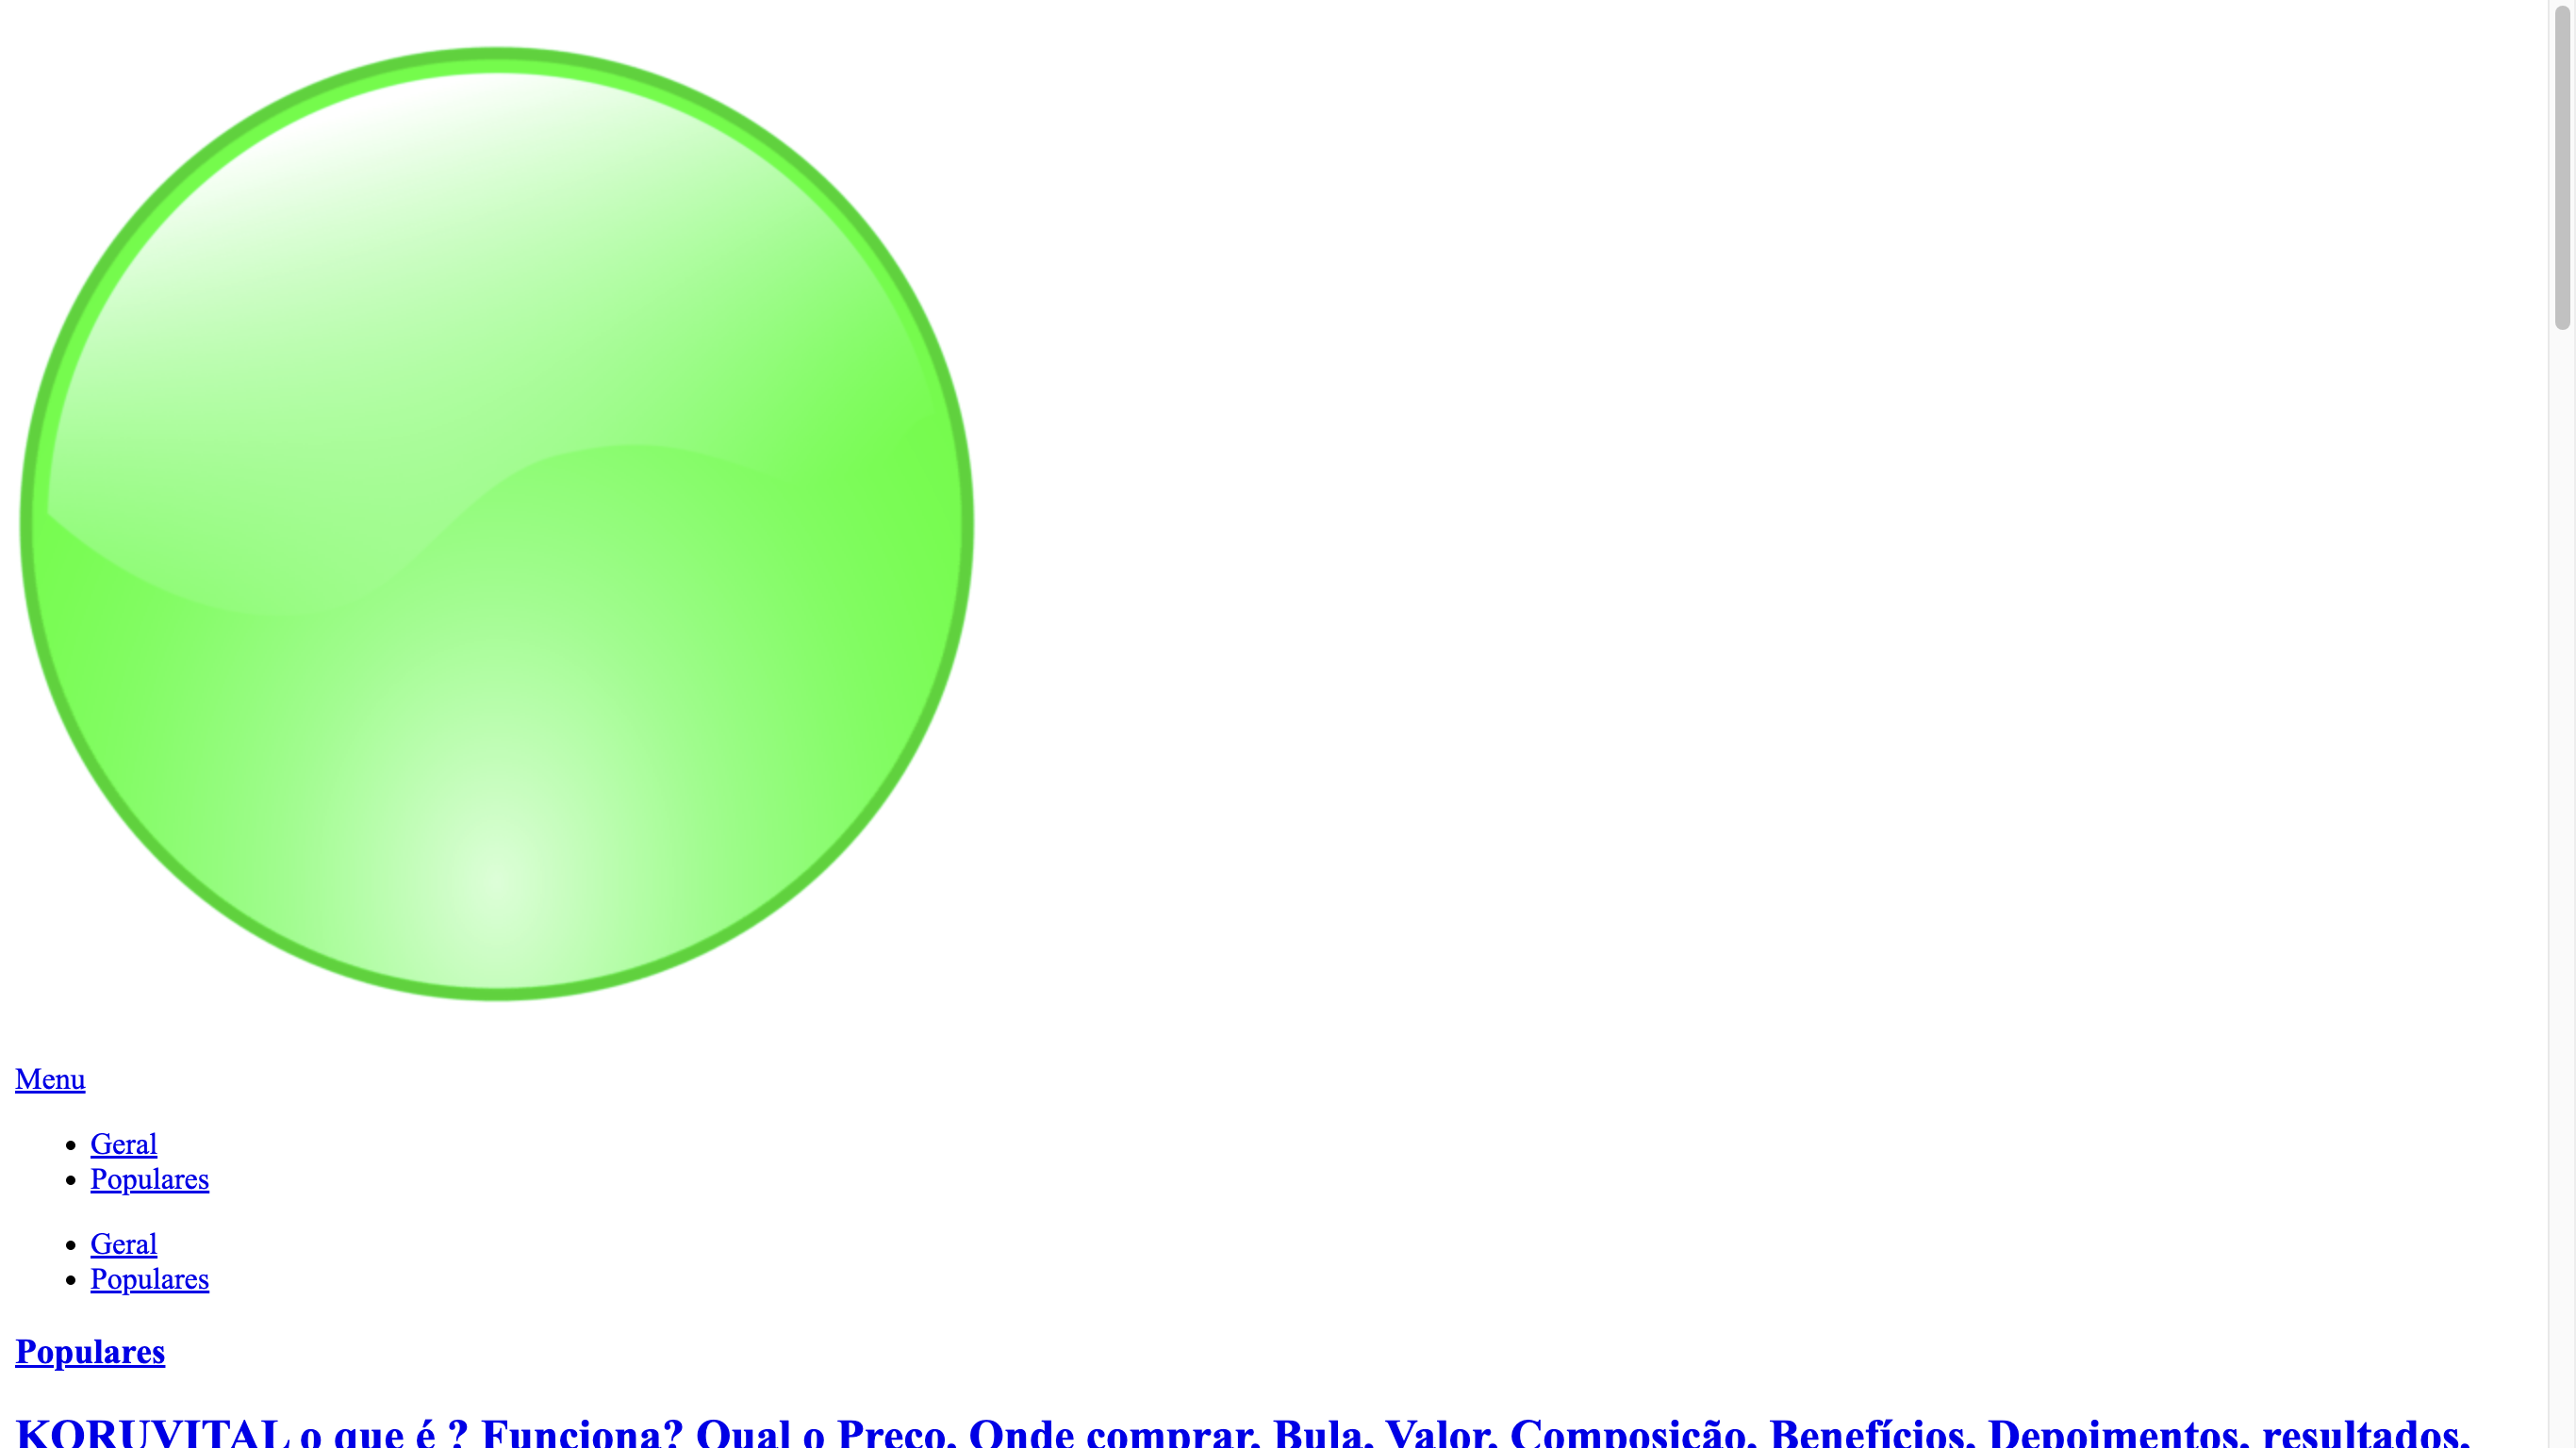 Menu
Geral
Populares
Geral
Populares
Populares
KORUVITAL o que é ? Funciona? Qual o Preço, Onde comprar, Bula, Valor, Composição, Benefícios, Depoimentos, resultados,